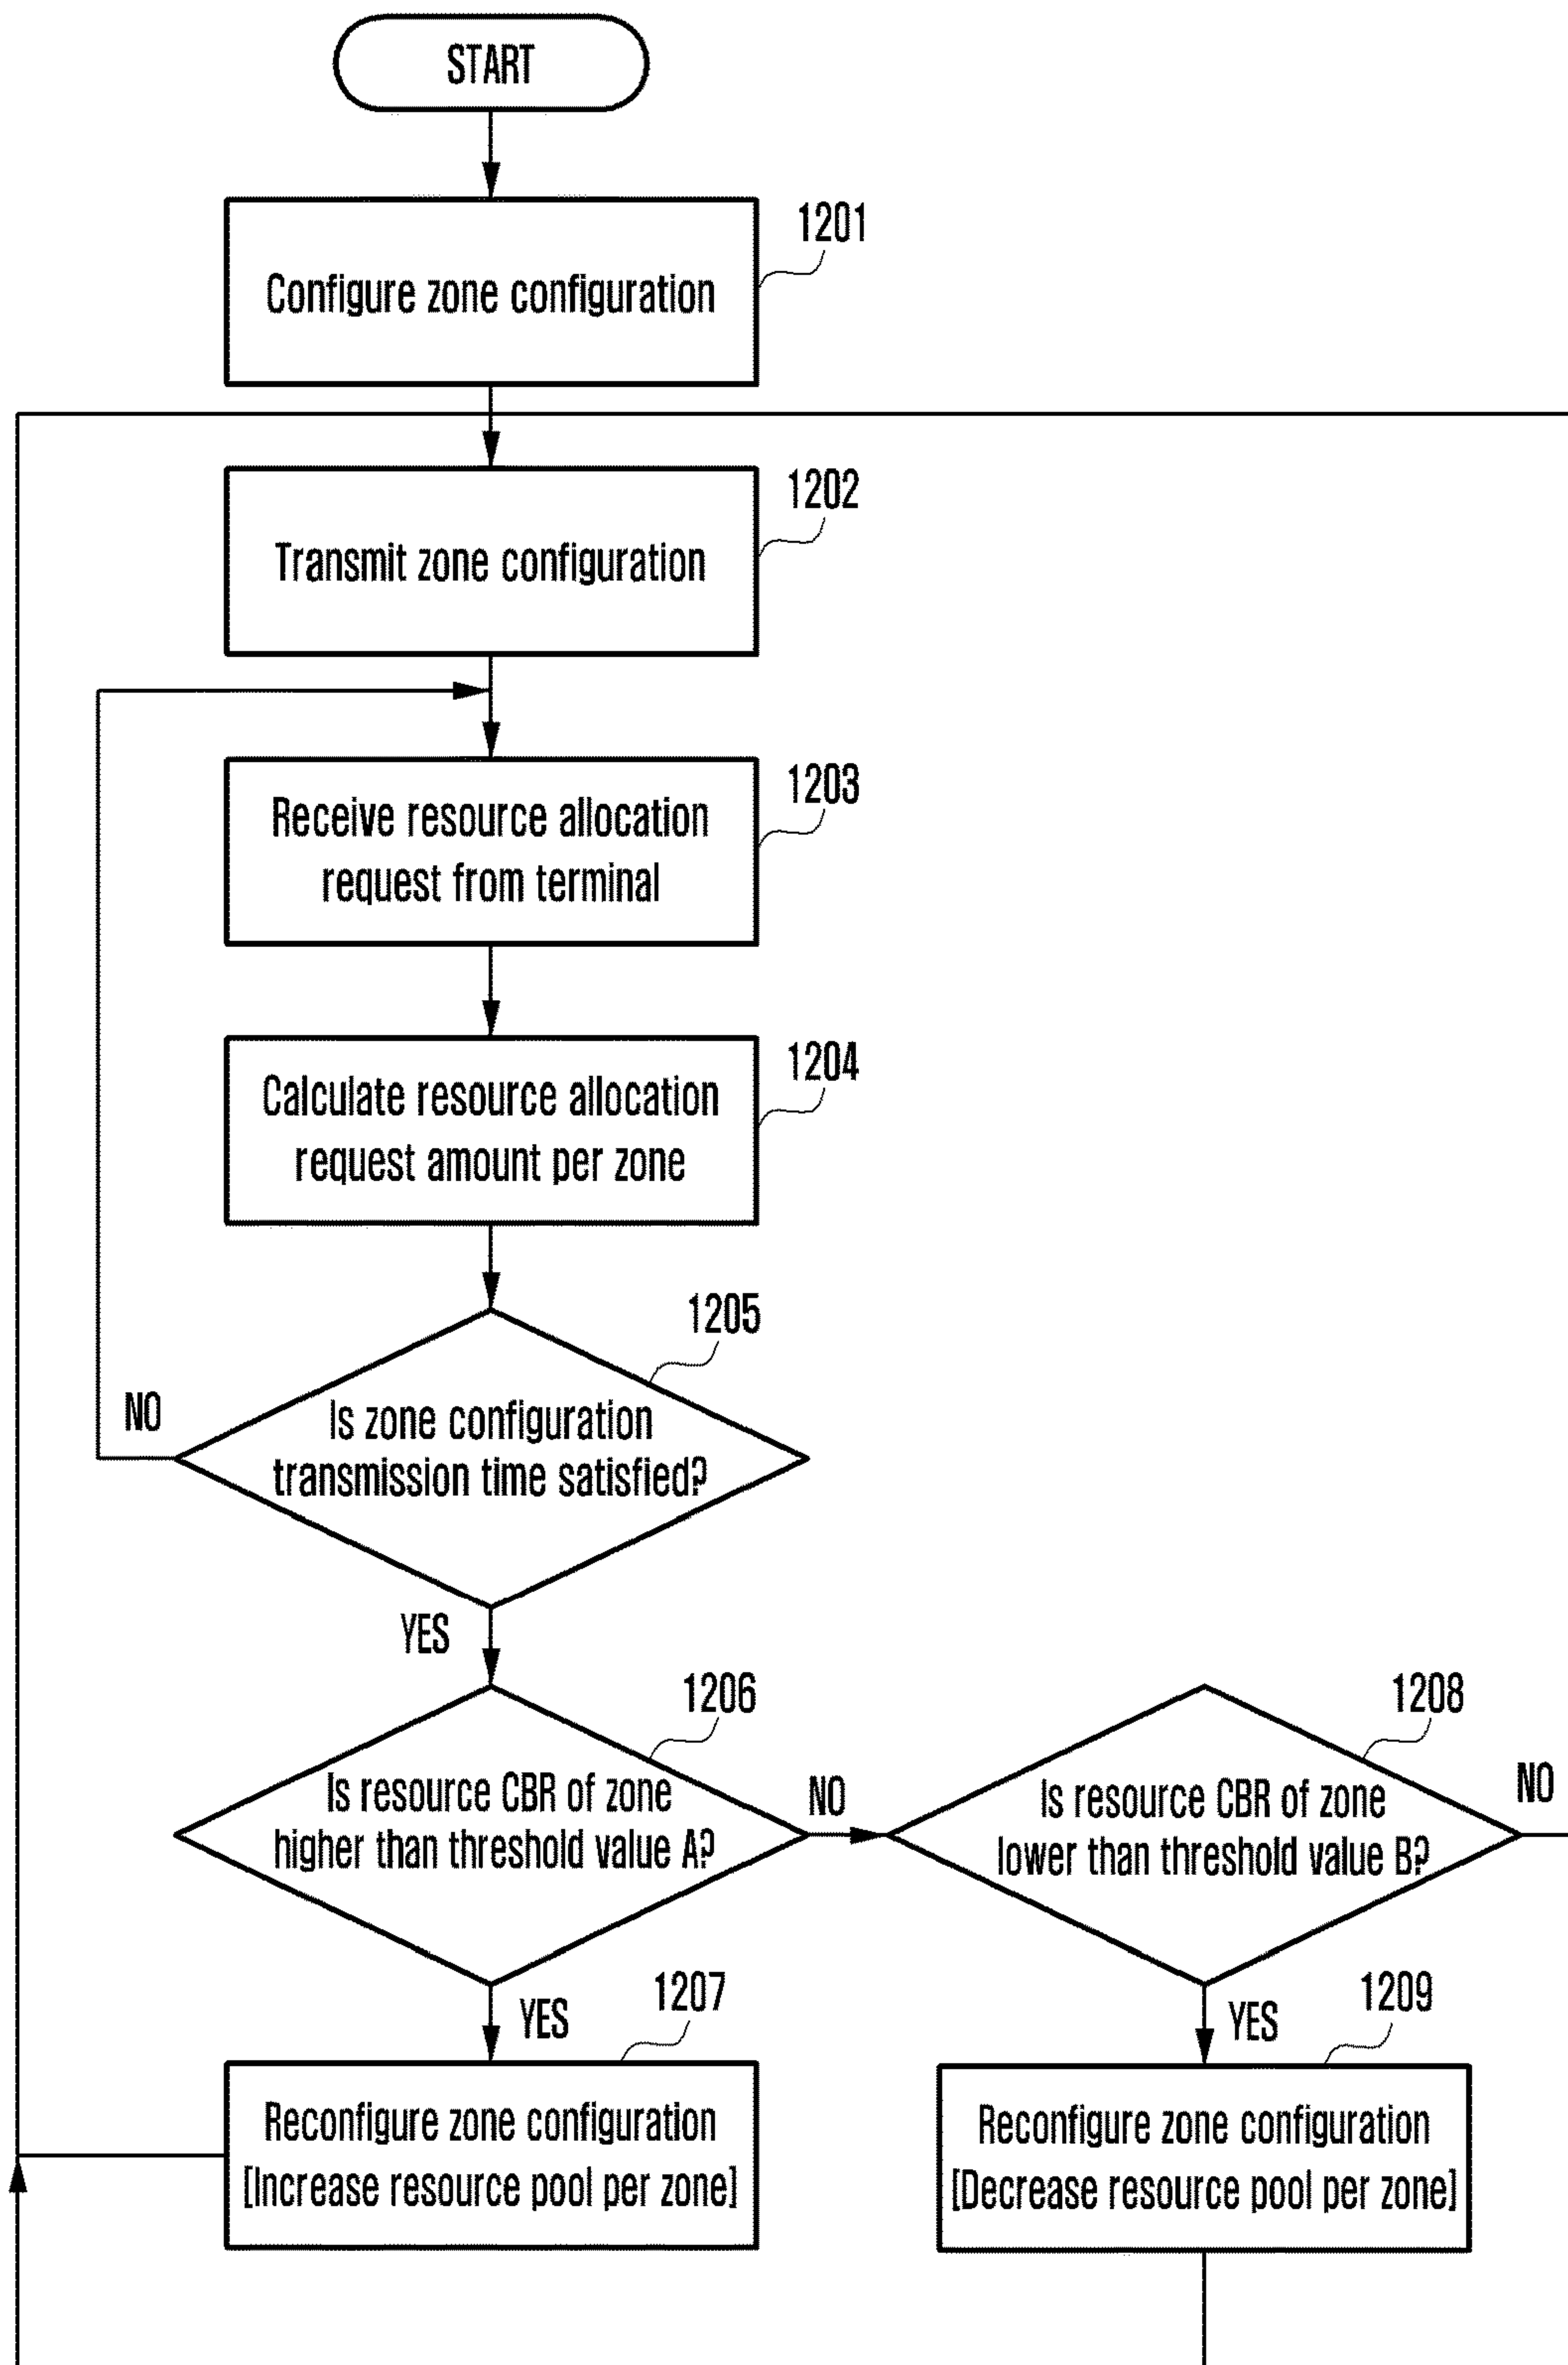 START
1201
Configure zone configuration
1202
Transmit zone configuration
1203
Receive resource allocation
request from terminal
1204
Calculate resource allocation
request amount per zone
1205
NO
Is zone configuration
transmission time satisfied?
YES
1206
Is resource CBR of zone
higher than threshold value A?
NO
1208
Is resource CBR of zone
lower than threshold value B?
NO
YES
1207
Reconfigure zone configuration
[Increase resource pool per zone]
YES
1209
Reconfigure zone configuration
[Decrease resource pool per zone]